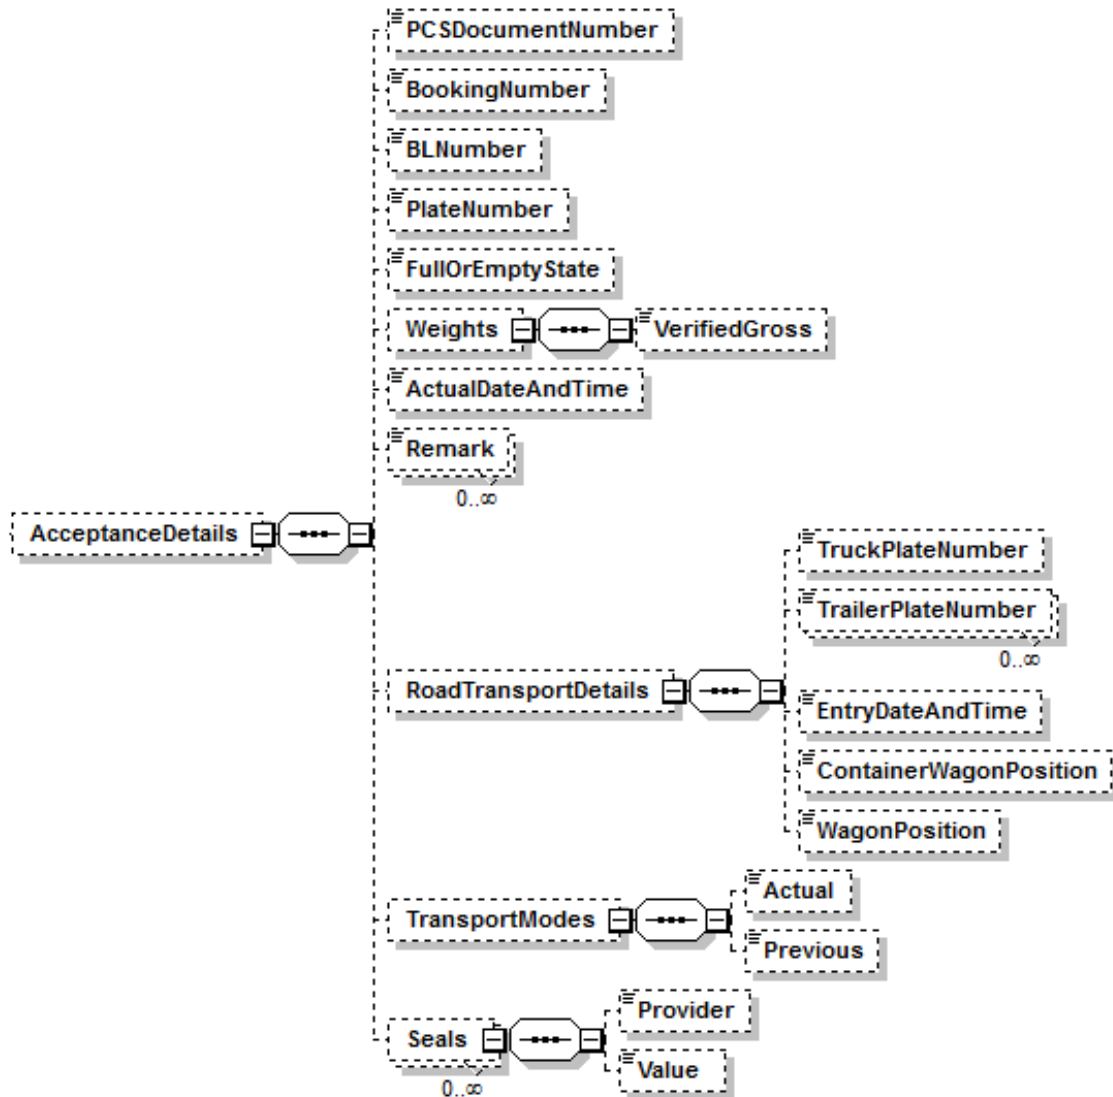 PCSDocumentNumber
BookingNumber
BLNumber
PlateNumber
FullOrEmptyState
Weights
VerifiedGross
ActualDateAndTime
Remark
0..∞
AcceptanceDetails
RoadTransportDetails
TruckPlateNumber
TrailerPlateNumber
0..∞
EntryDateAndTime
ContainerWagonPosition
WagonPosition
TransportModes
Actual
Previous
Seals
0..∞
Provider
Value